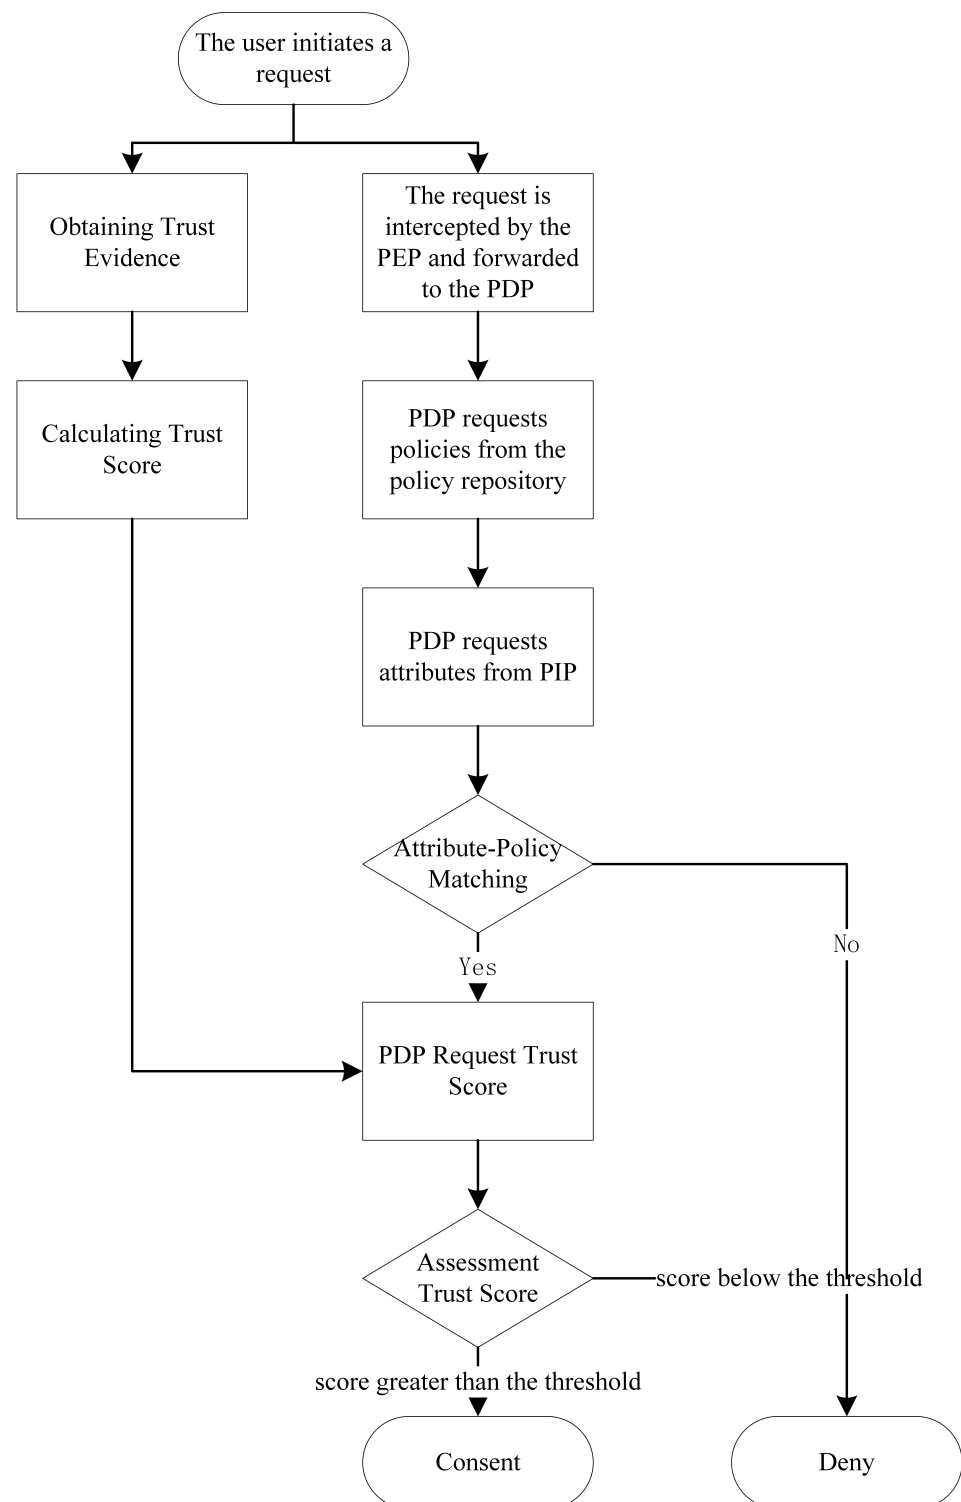 The user initiates a
request
Obtaining Trust
Evidence
The request is
intercepted by the
PEP and forwarded
to the PDP
Calculating Trust
Score
PDP requests
policies from the
policy repository
PDP requests
attributes from PIP
Attribute-Policy
Matching
No
Yes
PDP Request Trust
Score
Assessment
Trust Score
score below the threshold
score greater than the threshold
Consent
Deny